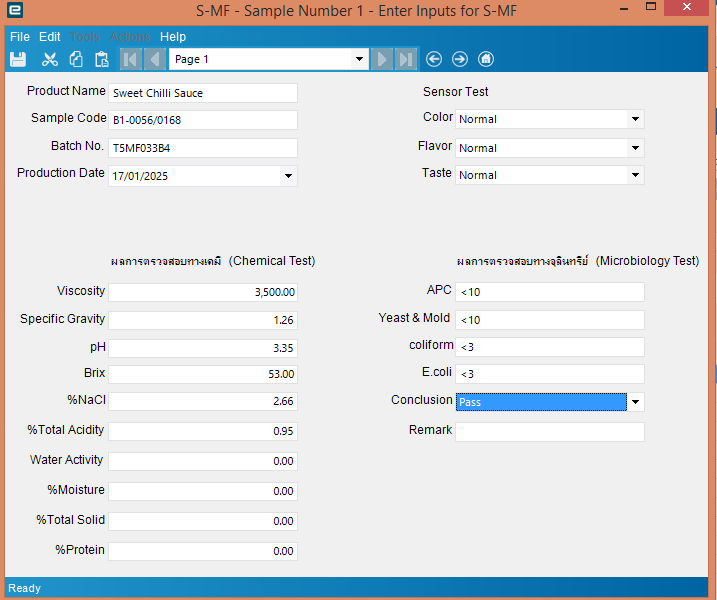 S-MF - Sample Number 1 - Enter Inputs for S-MF
File Edit Tools Actions Help
Page 1
Product Name Sweet Chilli Sauce
Sample Code B1-0056/0168
Batch No. T5MF033B4
Production Date 17/01/2025
Sensor Test
Color Normal
Flavor Normal
Taste Normal
ผลการตรวจสอบทางเคมี (Chemical Test)
Viscosity 3,500.00
Specific Gravity 1.26
pH 3.35
Brix 53.00
%NaCl 2.66
%Total Acidity 0.95
Water Activity 0.00
%Moisture 0.00
%Total Solid 0.00
%Protein 0.00
ผลการตรวจสอบทางจุลินทรีย์ (Microbiology Test)
APC <10
Yeast & Mold <10
coliform <3
E.coli <3
Conclusion Pass
Remark
Ready